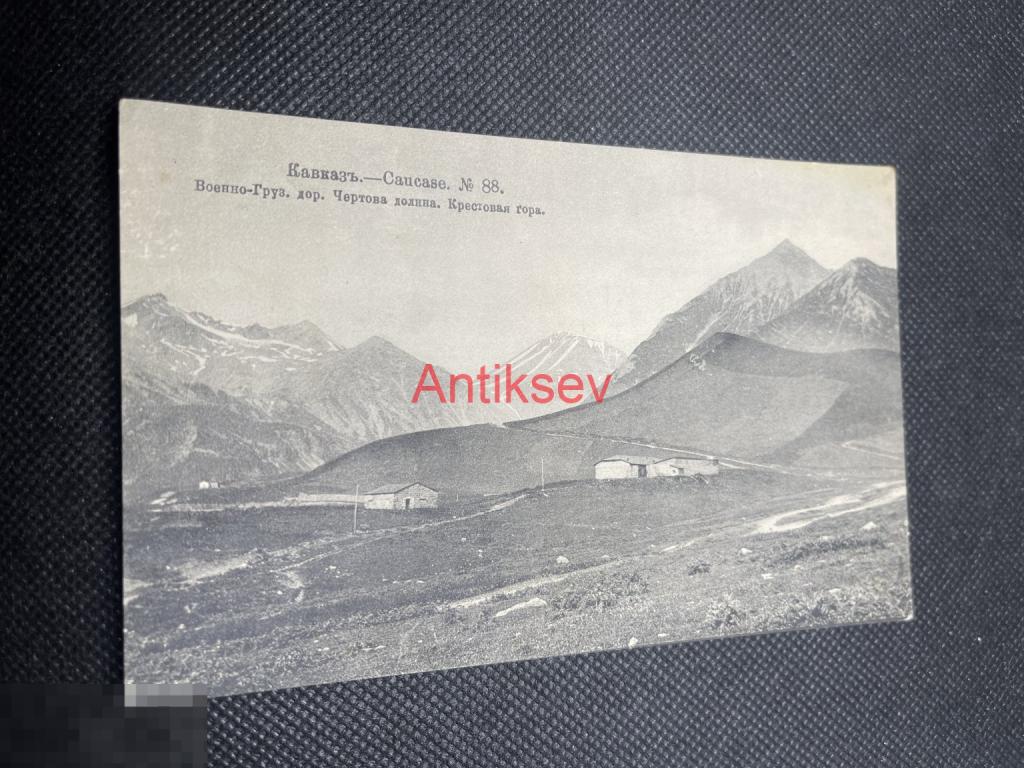 Кавказъ.—Caucase. № 88.
Военно-Груз. дор. Чертова долина. Крестовая гора.
Antiksev